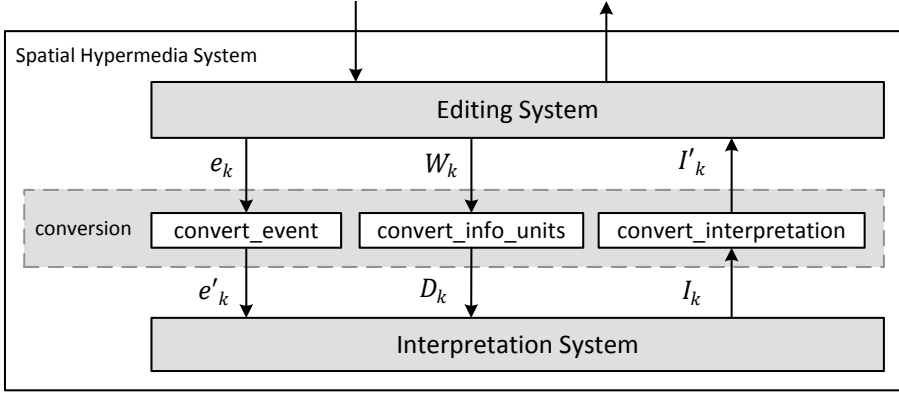 Spatial Hypermedia System
Editing System
e_k W_k I'_k
conversion convert_event convert_info_units convert_interpretation
e'_k D_k I_k
Interpretation System